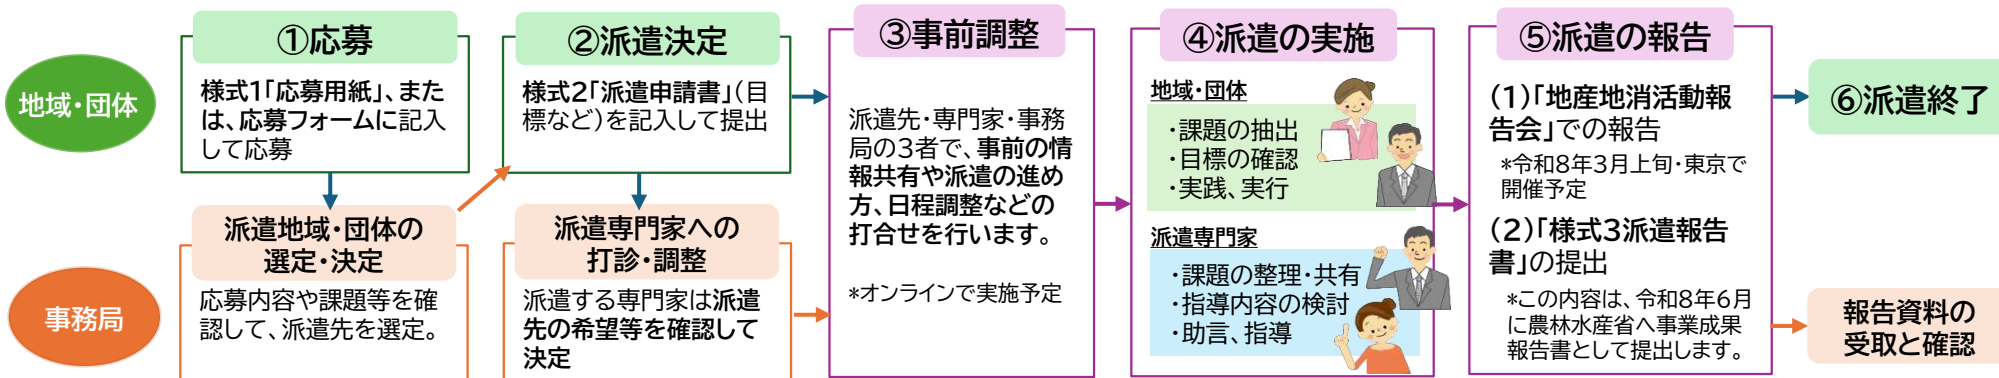 地域・団体
①応募
様式1「応募用紙」、また
は、応募フォームに記入
して応募
派遣地域・団体の
選定・決定
事務局
応募内容や課題等を確
認して、派遣先を選定。
②派遣決定
様式2「派遣申請書」(目
標など)を記入して提出
派遣専門家への
打診・調整
派遣する専門家は派遣
先の希望等を確認して
決定
③事前調整
派遣先・専門家・事務
局の3者で、事前の情
報共有や派遣の進め
方、日程調整などの
打合せを行います。
*オンラインで実施予定
④派遣の実施
地域・団体
・課題の抽出
・目標の確認
・実践、実行
派遣専門家
・課題の整理・共有
・指導内容の検討
・助言、指導
⑤派遣の報告
(1)「地産地消活動報
告会」での報告
*令和8年3月上旬・東京で
開催予定
(2)「様式3派遣報告
書」の提出
*この内容は、令和8年6月
に農林水産省へ事業成果
報告書として提出します。
⑥派遣終了
報告資料の
受取と確認